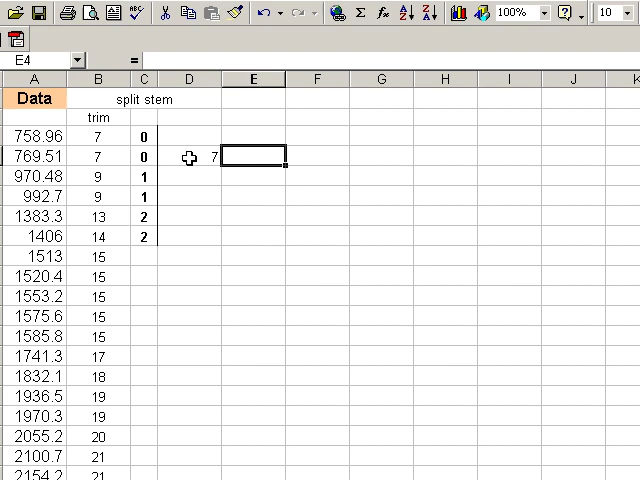 100% 10
E4 =
A B C D E F G H I J K
Data split stem
trim
758.96 7 0
769.51 7 0 7
970.48 9 1
992.7 9 1
1383.3 13 2
1406 14 2
1513 15
1520.4 15
1553.2 15
1575.6 15
1585.8 15
1741.3 17
1832.1 18
1936.5 19
1970.3 19
2055.2 20
2100.7 21
2154.2 21